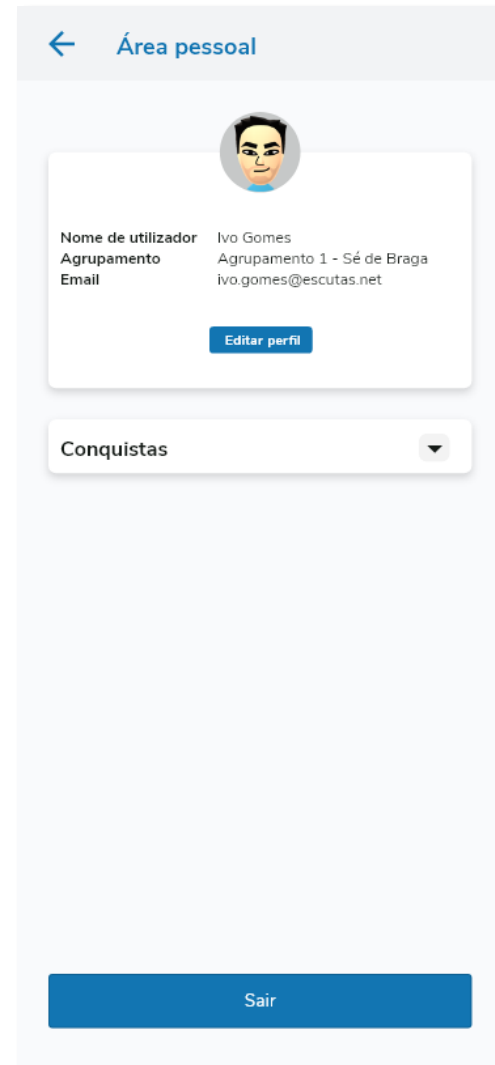 Área pessoal
Nome de utilizador Ivo Gomes
Agrupamento Agrupamento 1 - Sé de Braga
Email ivo.gomes@escutas.net
Editar perfil
Conquistas
Sair